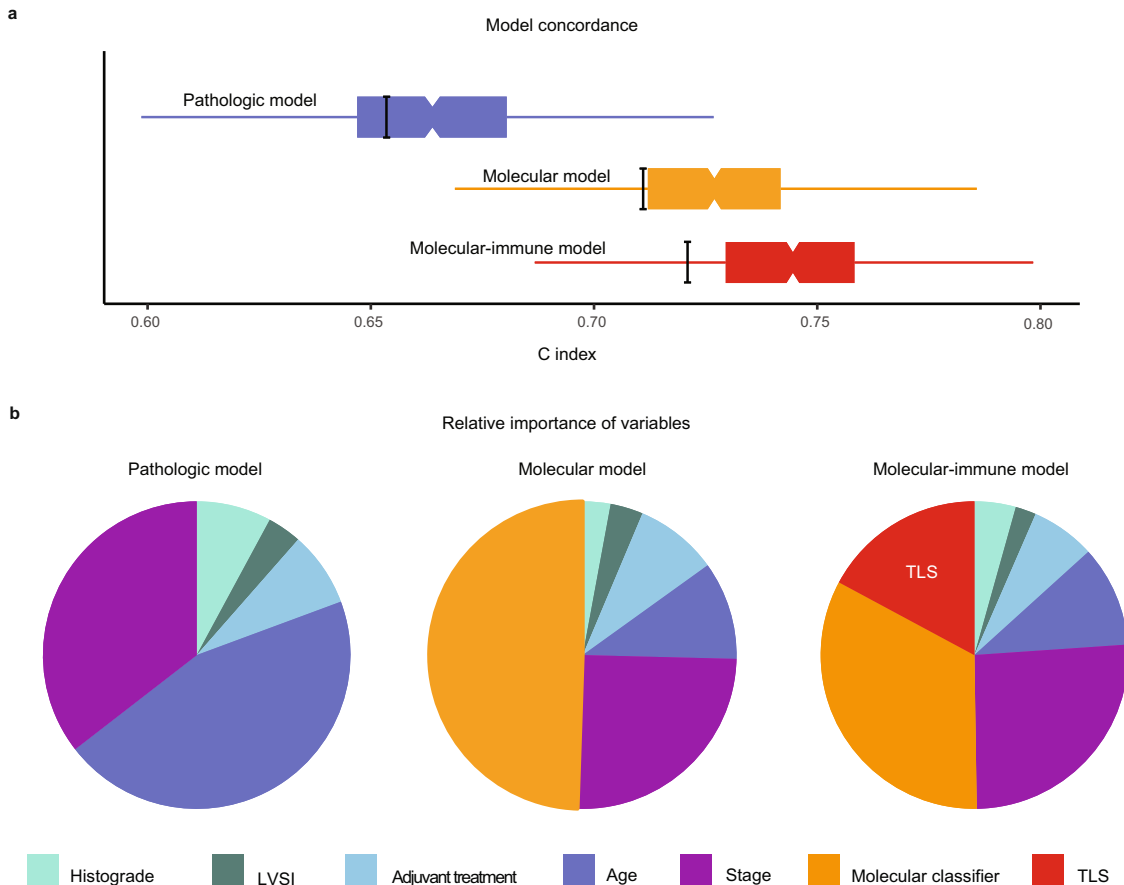 a
Model concordance
Pathologic model
Molecular model
Molecular-immune model
0.60 0.65 0.70 0.75 0.80
C index
b
Relative importance of variables
Pathologic model Molecular model Molecular-immune model
TLS
Histograde LVSI Adjuvant treatment Age Stage Molecular classifier TLS